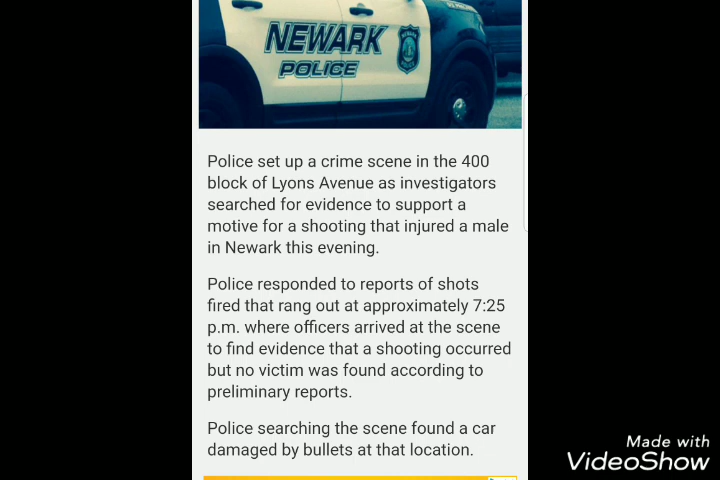 NEWARK
POLICE
Police set up a crime scene in the 400
block of Lyons Avenue as investigators
searched for evidence to support a
motive for a shooting that injured a male
in Newark this evening.
Police responded to reports of shots
fired that rang out at approximately 7:25
p.m. where officers arrived at the scene
to find evidence that a shooting occurred
but no victim was found according to
preliminary reports.
Police searching the scene found a car
damaged by bullets at that location.
Made with
VideoShow